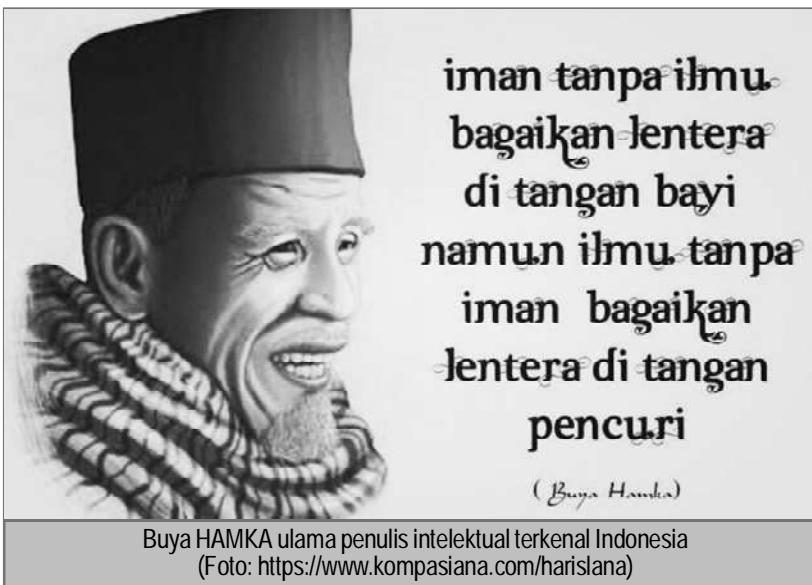 iman tanpa ilmu
bagaikan lentera
di tangan bayi
namun ilmu tanpa
iman bagaikan
lentera di tangan
pencuri
( Buya Hamka)
Buya HAMKA ulama penulis intelektual terkenal Indonesia
(Foto: https://www.kompasiana.com/harislana)